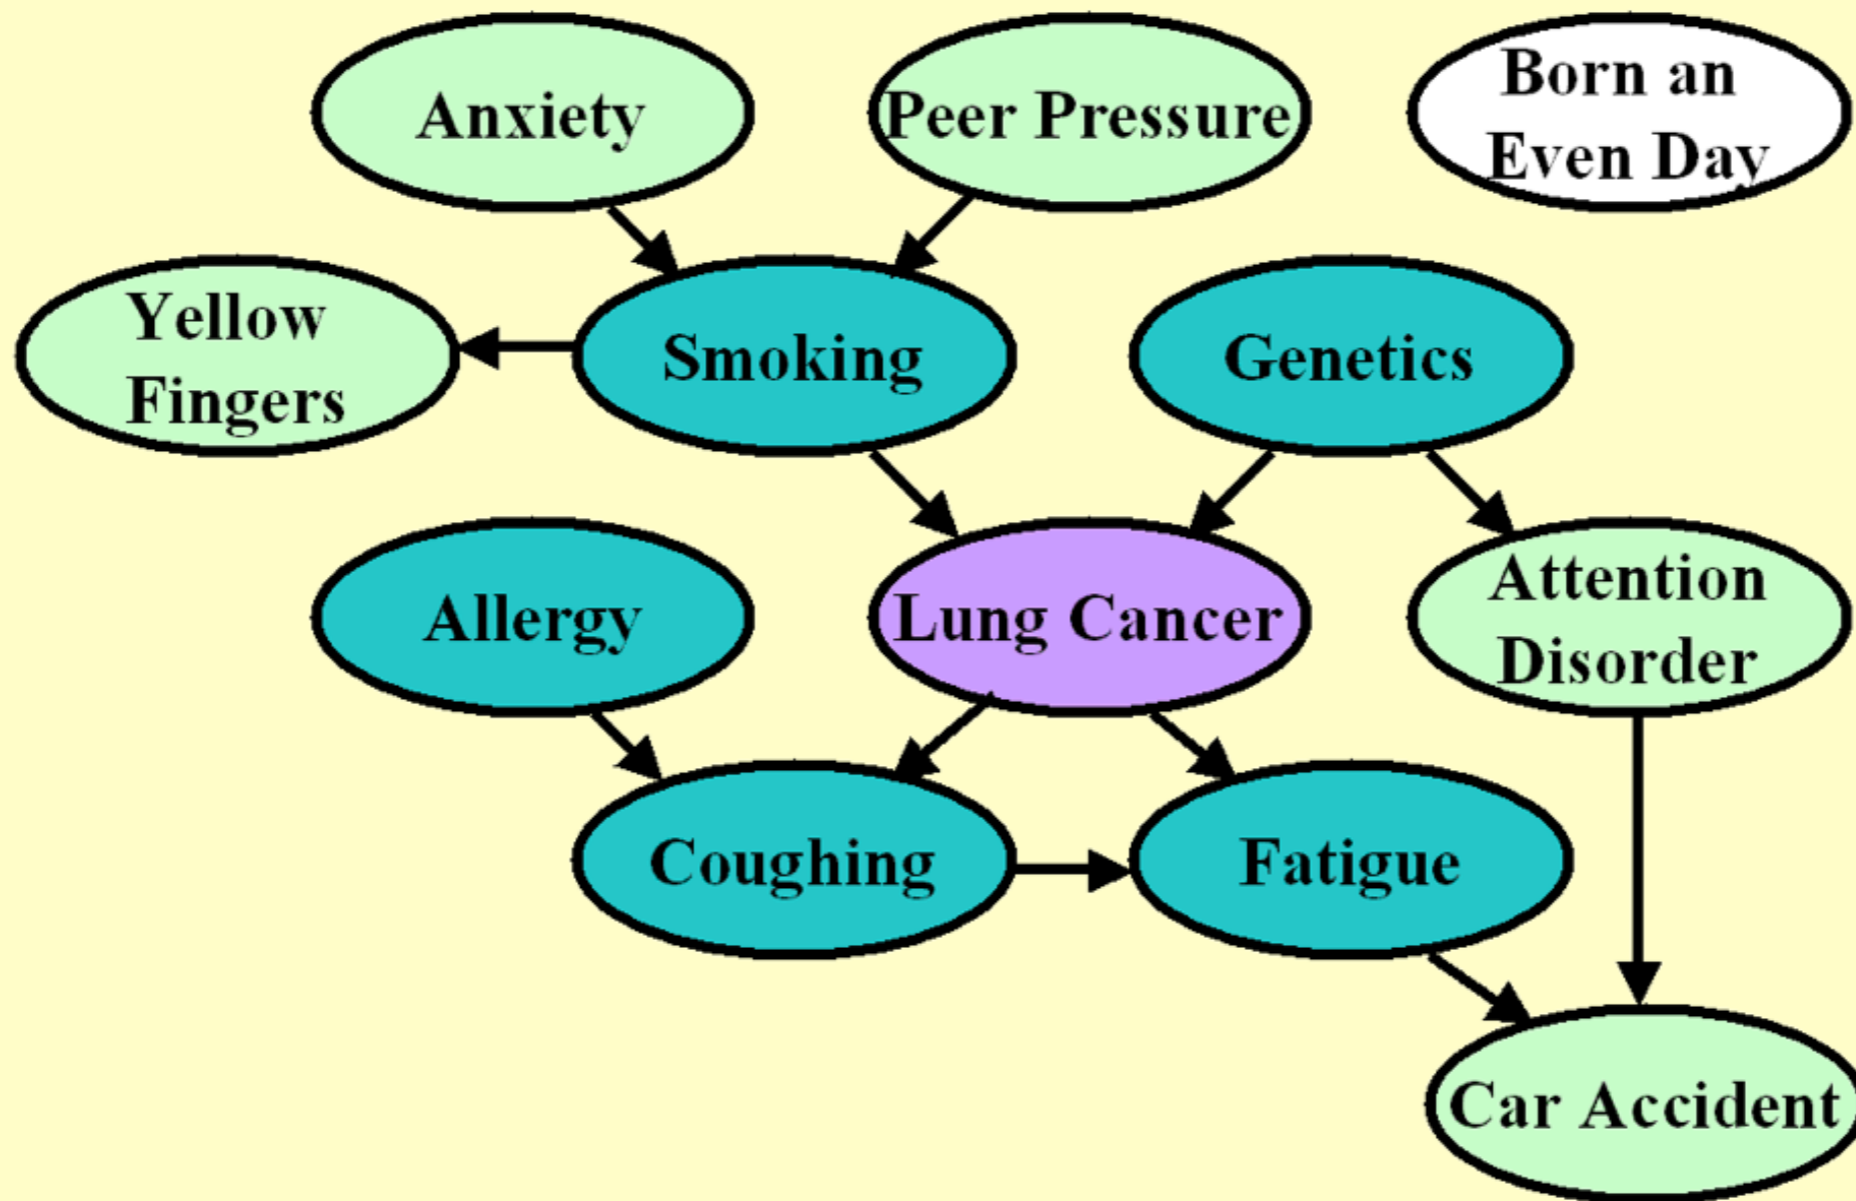 Anxiety
Peer Pressure
Born an
Even Day
Yellow
Fingers
Smoking
Genetics
Allergy
Lung Cancer
Attention
Disorder
Coughing
Fatigue
Car Accident